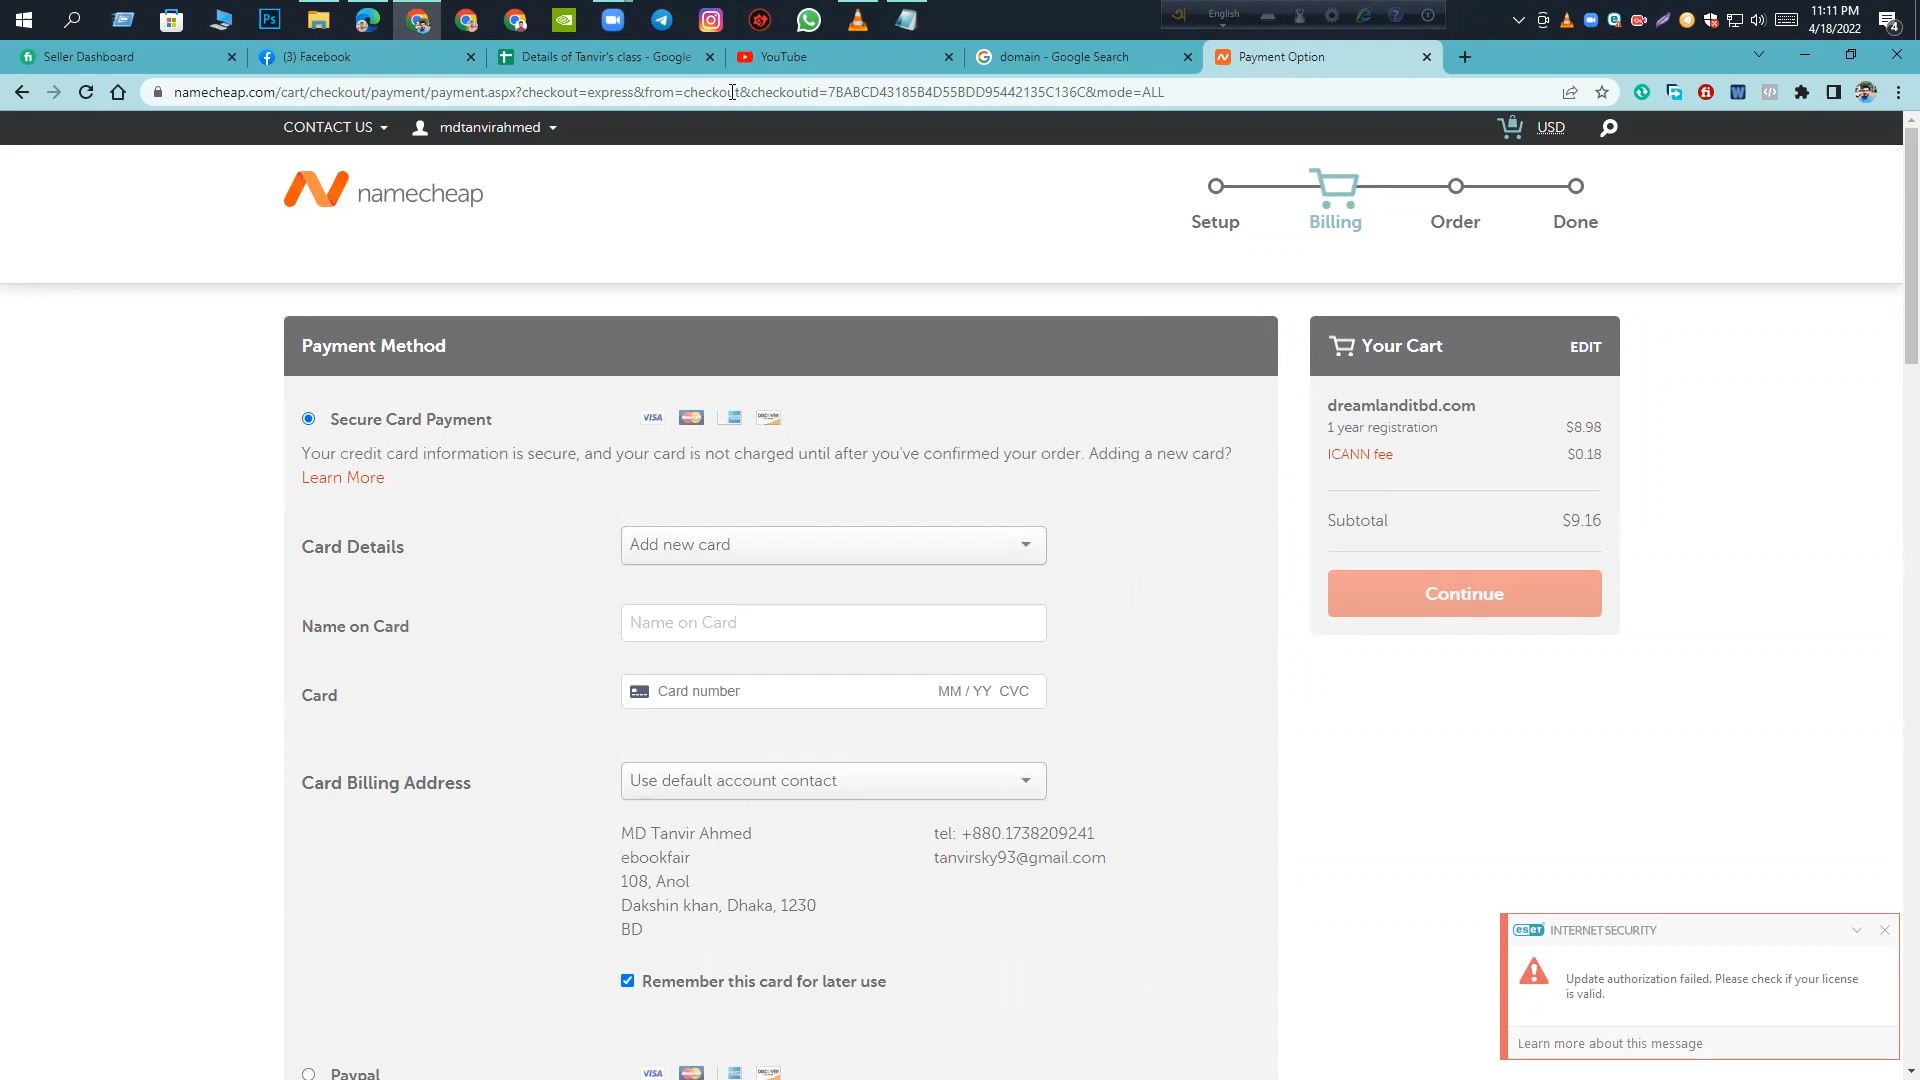 English
11:11 PM
4/18/2022
4
Seller Dashboard
(3) Facebook
Details of Tanvir's class - Google
YouTube
domain - Google Search
Payment Option
namecheap.com/cart/checkout/payment/payment.aspx?checkout=express&from=checkout&checkoutid=7BABCD43185B4D55BDD95442135C136C&mode=ALL
CONTACT US
mdtanvirahmed
USD
namecheap
Setup
Billing
Order
Done
Payment Method
Your Cart
EDIT
Secure Card Payment
VISA
Your credit card information is secure, and your card is not charged until after you've confirmed your order. Adding a new card?
Learn More
dreamlanditbd.com
1 year registration $8.98
ICANN fee $0.18
Subtotal $9.16
Continue
Card Details
Add new card
Name on Card
Name on Card
Card
Card number MM / YY CVC
Card Billing Address
Use default account contact
MD Tanvir Ahmed
ebookfair
108, Anol
Dakshin khan, Dhaka, 1230
BD
tel: +880.1738209241
tanvirsky93@gmail.com
Remember this card for later use
Paypal
VISA
eset INTERNET SECURITY
Update authorization failed. Please check if your license
is valid.
Learn more about this message